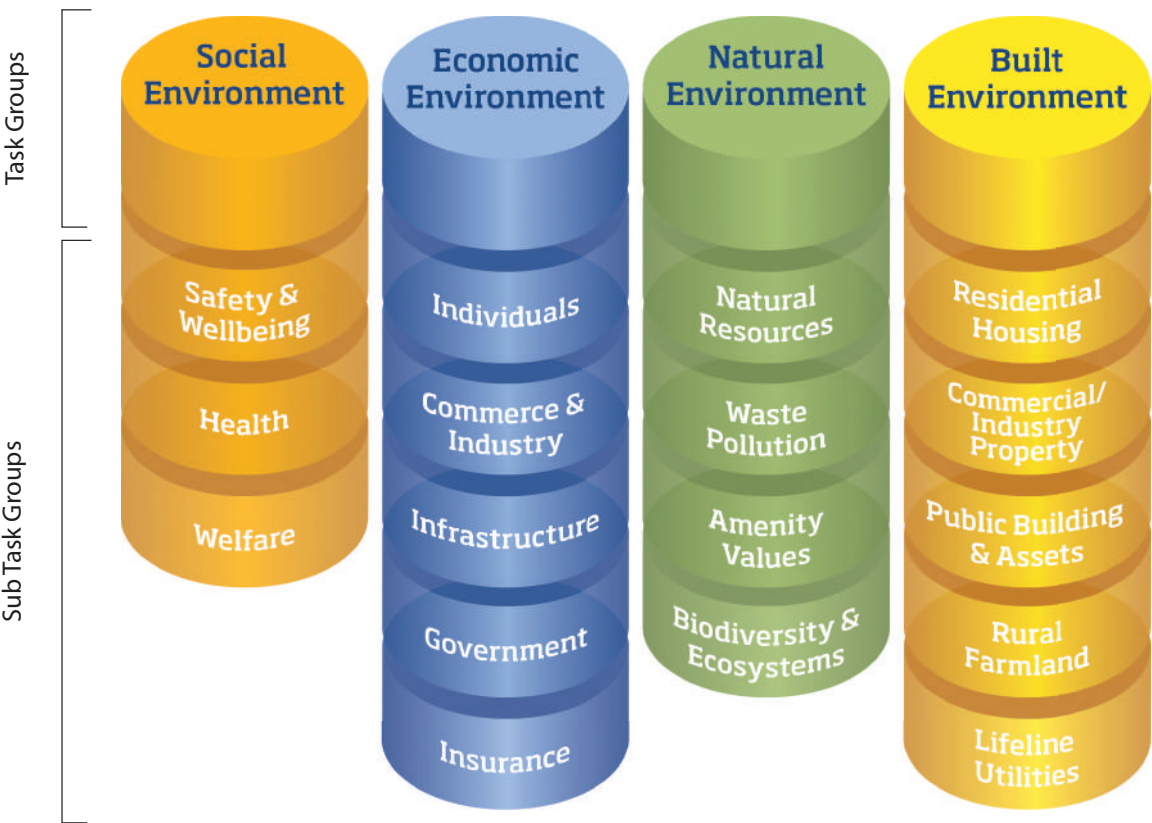 Task Groups
Sub Task Groups
Social
Environment
Safety &
Wellbeing
Health
Welfare
Economic
Environment
Individuals
Commerce &
Industry
Infrastructure
Government
Insurance
Natural
Environment
Natural
Resources
Waste
Pollution
Amenity
Values
Biodiversity &
Ecosystems
Built
Environment
Residential
Housing
Commercial/
Industry
Property
Public Building
& Assets
Rural
Farmland
Lifeline
Utilities